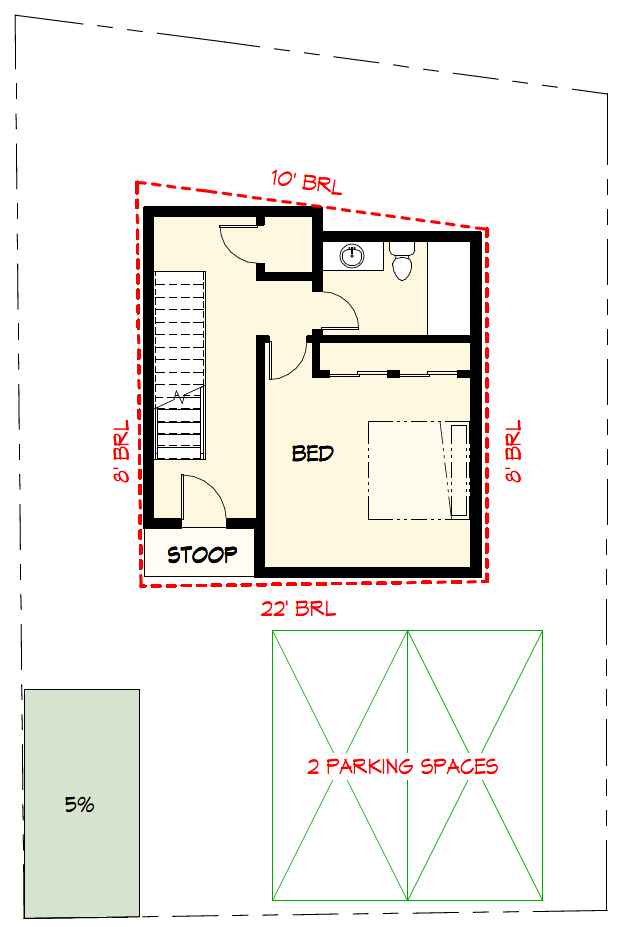 10' BRL
8' BRL
8' BRL
BED
STOOP
22' BRL
2 PARKING SPACES
5%